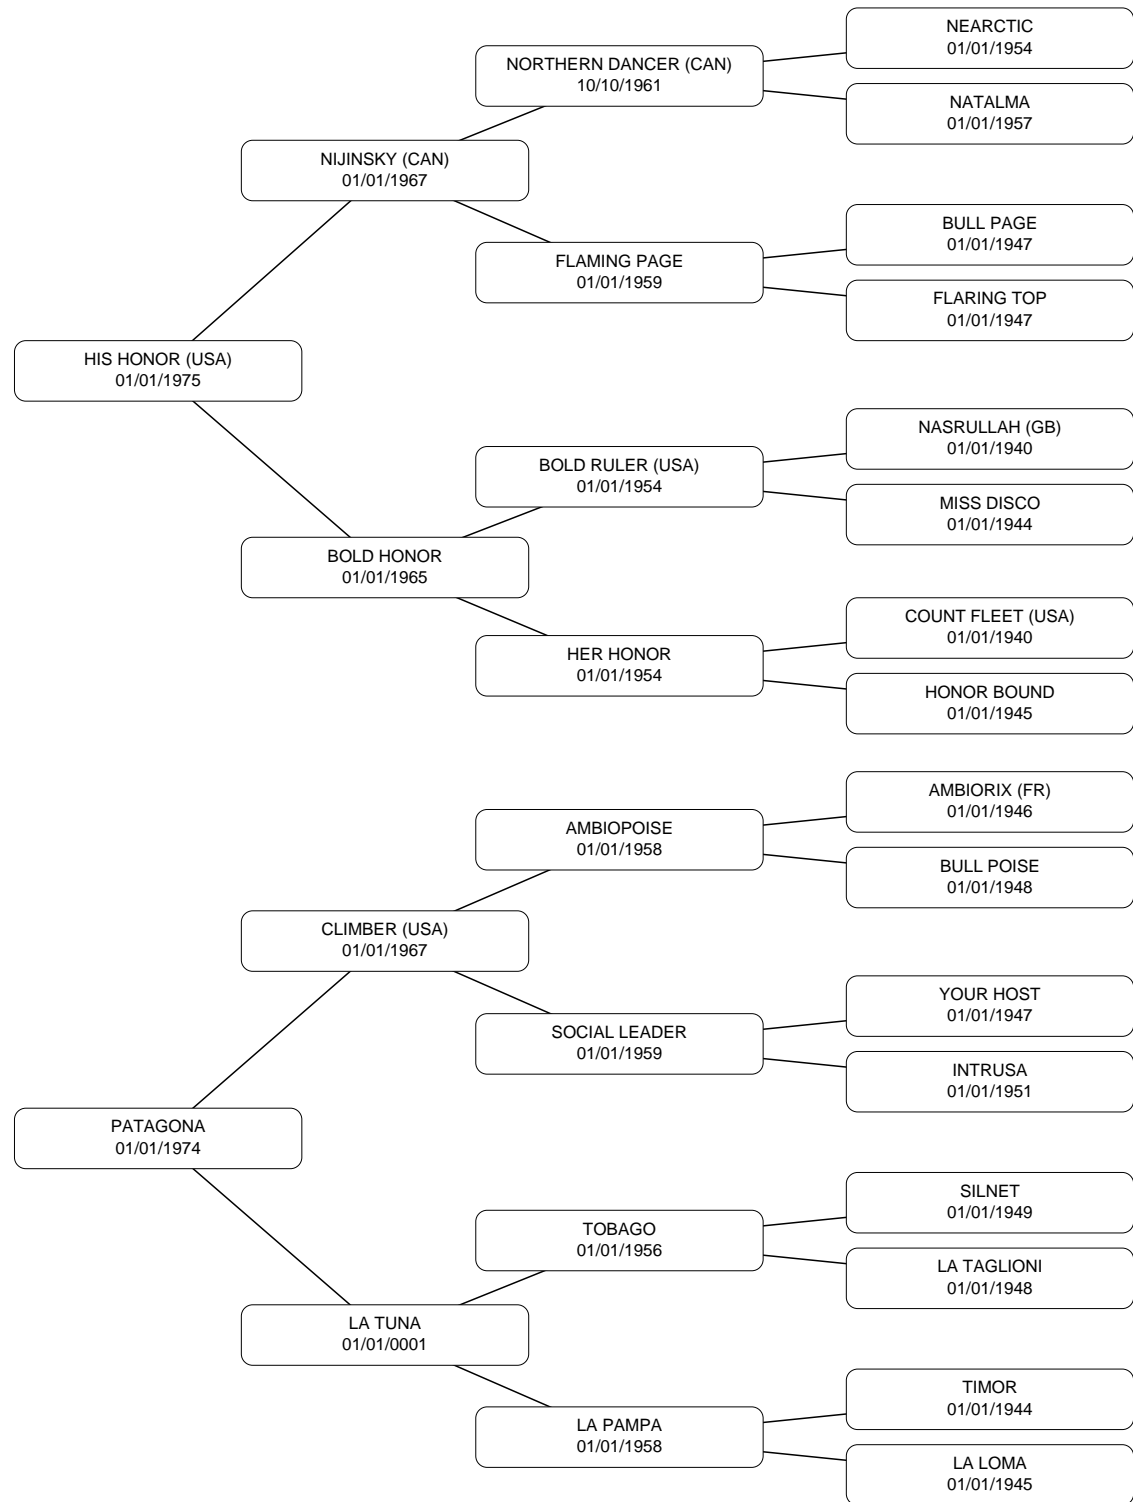 NEARCTIC
01/01/1954
NORTHERN DANCER (CAN)
10/10/1961
NATALMA
01/01/1957
NIJINSKY (CAN)
01/01/1967
BULL PAGE
01/01/1947
FLAMING PAGE
01/01/1959
FLARING TOP
01/01/1947
HIS HONOR (USA)
01/01/1975
NASRULLAH (GB)
01/01/1940
BOLD RULER (USA)
01/01/1954
MISS DISCO
01/01/1944
BOLD HONOR
01/01/1965
COUNT FLEET (USA)
01/01/1940
HER HONOR
01/01/1954
HONOR BOUND
01/01/1945
AMBIORIX (FR)
01/01/1946
AMBIOPOISE
01/01/1958
BULL POISE
01/01/1948
CLIMBER (USA)
01/01/1967
YOUR HOST
01/01/1947
SOCIAL LEADER
01/01/1959
INTRUSA
01/01/1951
PATAGONA
01/01/1974
SILNET
01/01/1949
TOBAGO
01/01/1956
LA TAGLIONI
01/01/1948
LA TUNA
01/01/0001
TIMOR
01/01/1944
LA PAMPA
01/01/1958
LA LOMA
01/01/1945